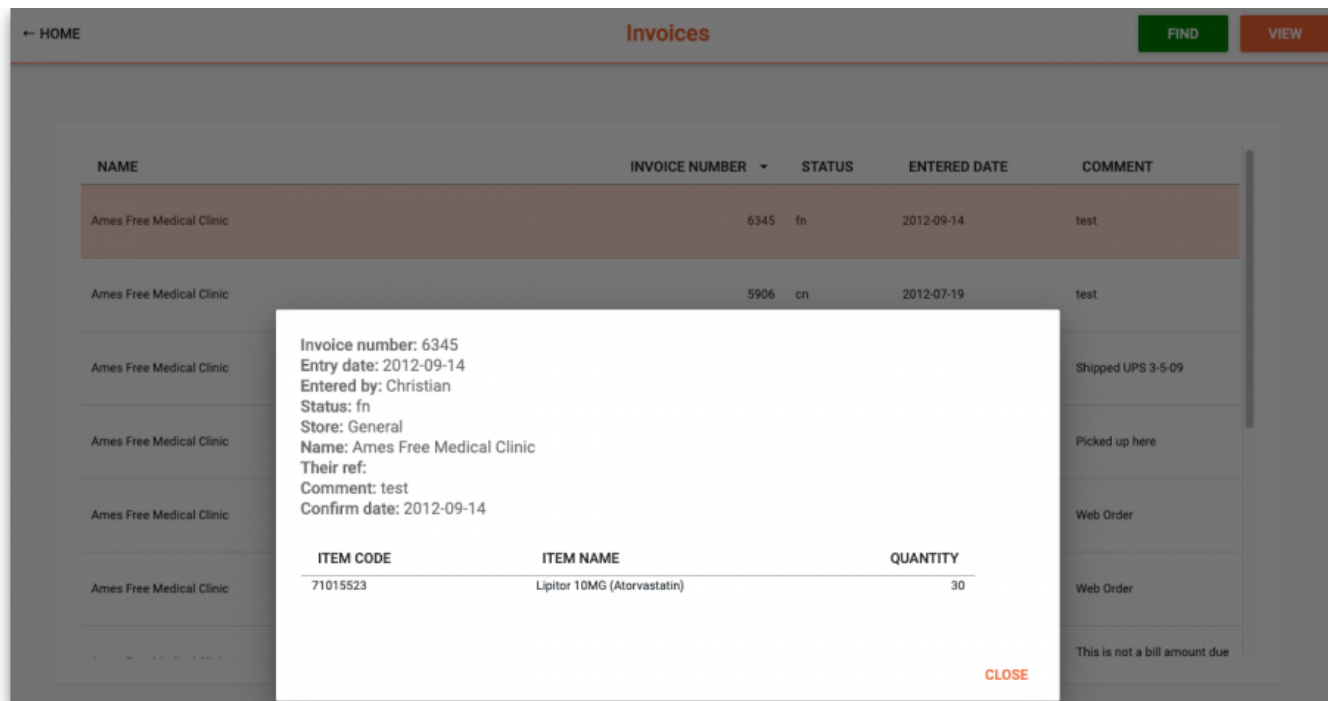 ← HOME Invoices FIND VIEW
NAME INVOICE NUMBER STATUS ENTERED DATE COMMENT
Ames Free Medical Clinic 6345 fn 2012-09-14 test
Ames Free Medical Clinic 5906 cn 2012-07-19 test
Ames Free Medical Clinic Shipped UPS 3-5-09
Ames Free Medical Clinic Picked up here
Ames Free Medical Clinic Web Order
Ames Free Medical Clinic Web Order
This is not a bill amount due
Invoice number: 6345
Entry date: 2012-09-14
Entered by: Christian
Status: fn
Store: General
Name: Ames Free Medical Clinic
Their ref:
Comment: test
Confirm date: 2012-09-14
ITEM CODE ITEM NAME QUANTITY
71015523 Lipitor 10MG (Atorvastatin) 30
CLOSE